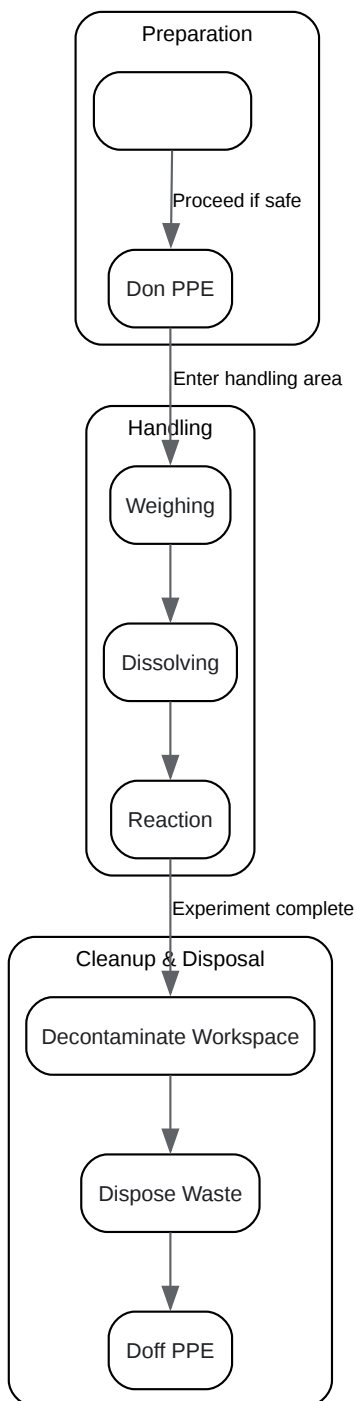 Preparation
Proceed if safe
Don PPE
Enter handling area
Handling
Weighing
Dissolving
Reaction
Experiment complete
Cleanup & Disposal
Decontaminate Workspace
Dispose Waste
Doff PPE